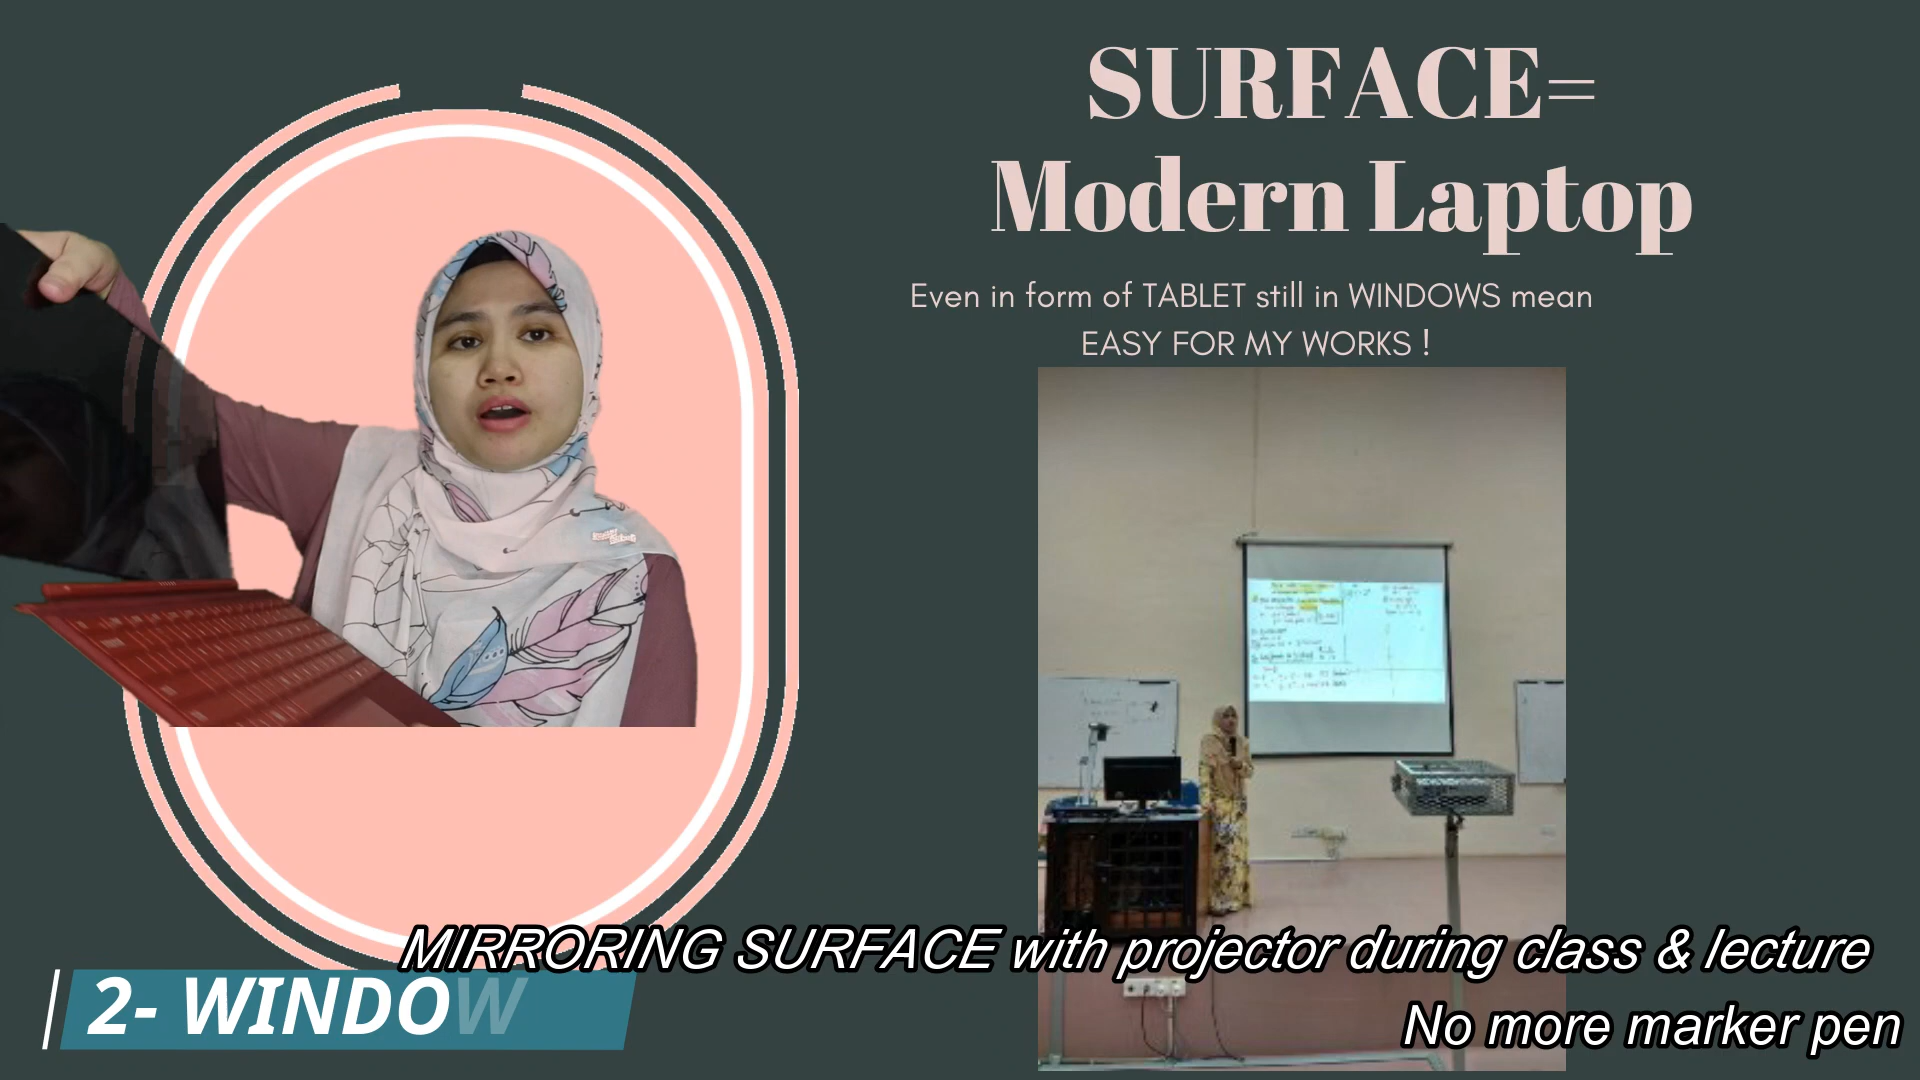 SURFACE=
Modern Laptop
Even in form of TABLET still in WINDOWS mean
EASY FOR MY WORKS !
MIRRORING SURFACE with projector during class & lecture
2- WINDOW
No more marker pen